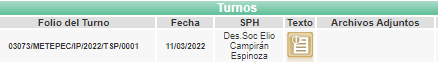 Turnos
Folio del Turno Fecha SPH Texto Archivos Adjuntos
03073/METEPEC/IP/2022/TSP/0001 11/03/2022 Des.Soc Elio
Campirán
Espinoza